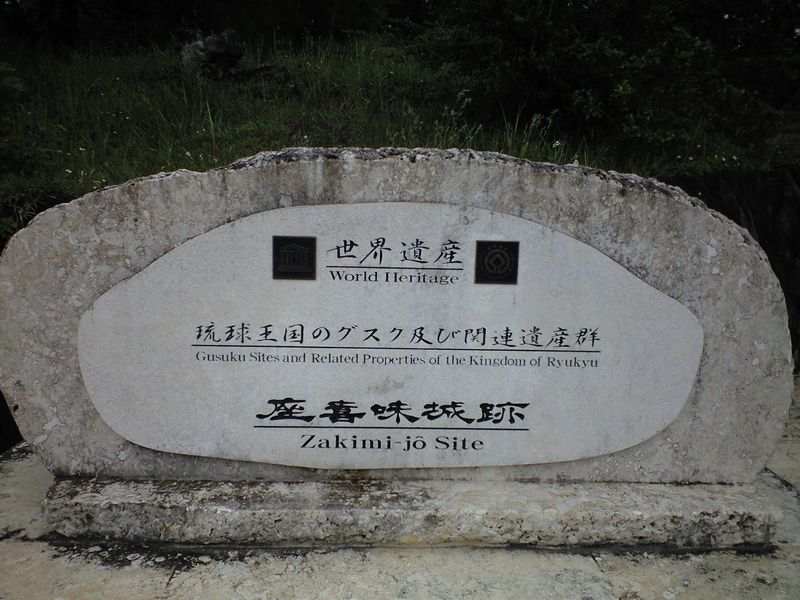 世界遺産
World Heritage
琉球王国のグスク及び関連遺産群
Gusuku Sites and Related Properties of the Kingdom of Ryukyu
座喜味城跡
Zakimi-jô Site